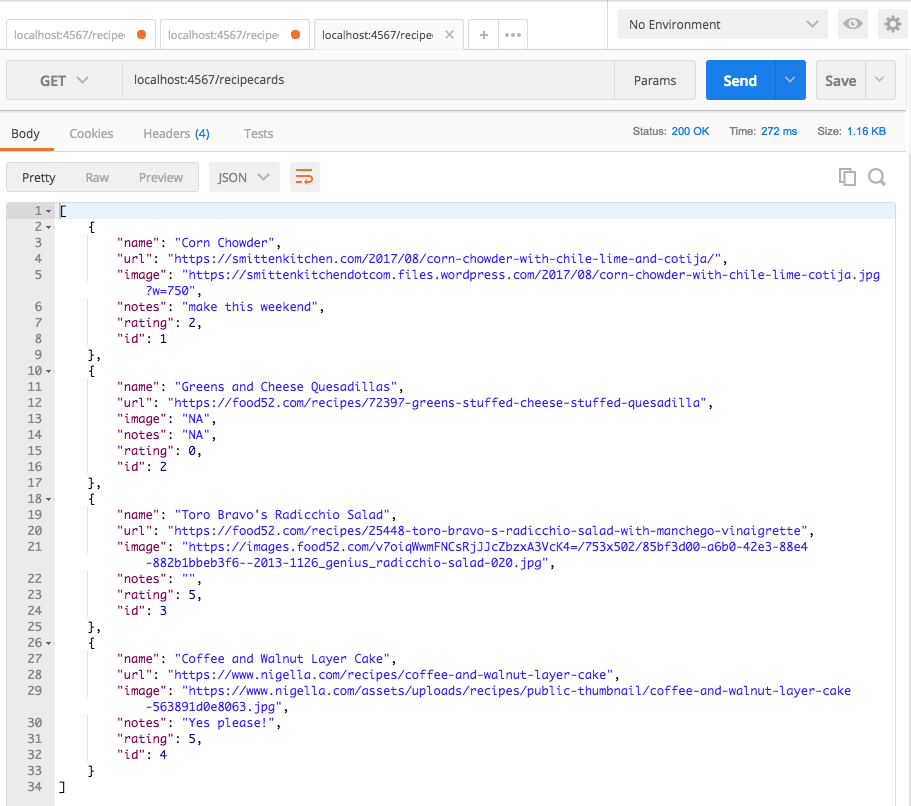 localhost:4567/recipe
localhost:4567/recipe
localhost:4567/recipe
No Environment
GET
localhost:4567/recipecards
Params
Send
Save
Body
Cookies
Headers (4)
Tests
Status: 200 OK
Time: 272 ms
Size: 1.16 KB
Pretty
Raw
Preview
JSON
1 [
2 {
3 "name": "Corn Chowder",
4 "url": "https://smittenkitchen.com/2017/08/corn-chowder-with-chile-lime-and-cotija/",
5 "image": "https://smittenkitchendotcom.files.wordpress.com/2017/08/corn-chowder-with-chile-lime-cotija.jpg
?w=750",
6 "notes": "make this weekend",
7 "rating": 2,
8 "id": 1
9 },
10 {
11 "name": "Greens and Cheese Quesadillas",
12 "url": "https://food52.com/recipes/72397-greens-stuffed-cheese-stuffed-quesadilla",
13 "image": "NA",
14 "notes": "NA",
15 "rating": 0,
16 "id": 2
17 },
18 {
19 "name": "Toro Bravo's Radicchio Salad",
20 "url": "https://food52.com/recipes/25448-toro-bravo-s-radicchio-salad-with-manchego-vinaigrette",
21 "image": "https://images.food52.com/v7oiqWwmFNCsRjJJcZbzxA3VcK4=/753x502/85bf3d00-a6b0-42e3-88e4
-882b1bbeb3f6--2013-1126_genius_radicchio-salad-020.jpg",
22 "notes": "",
23 "rating": 5,
24 "id": 3
25 },
26 {
27 "name": "Coffee and Walnut Layer Cake",
28 "url": "https://www.nigella.com/recipes/coffee-and-walnut-layer-cake",
29 "image": "https://www.nigella.com/assets/uploads/recipes/public-thumbnail/coffee-and-walnut-layer-cake
-563891d0e8063.jpg",
30 "notes": "Yes please!",
31 "rating": 5,
32 "id": 4
33 }
34 ]